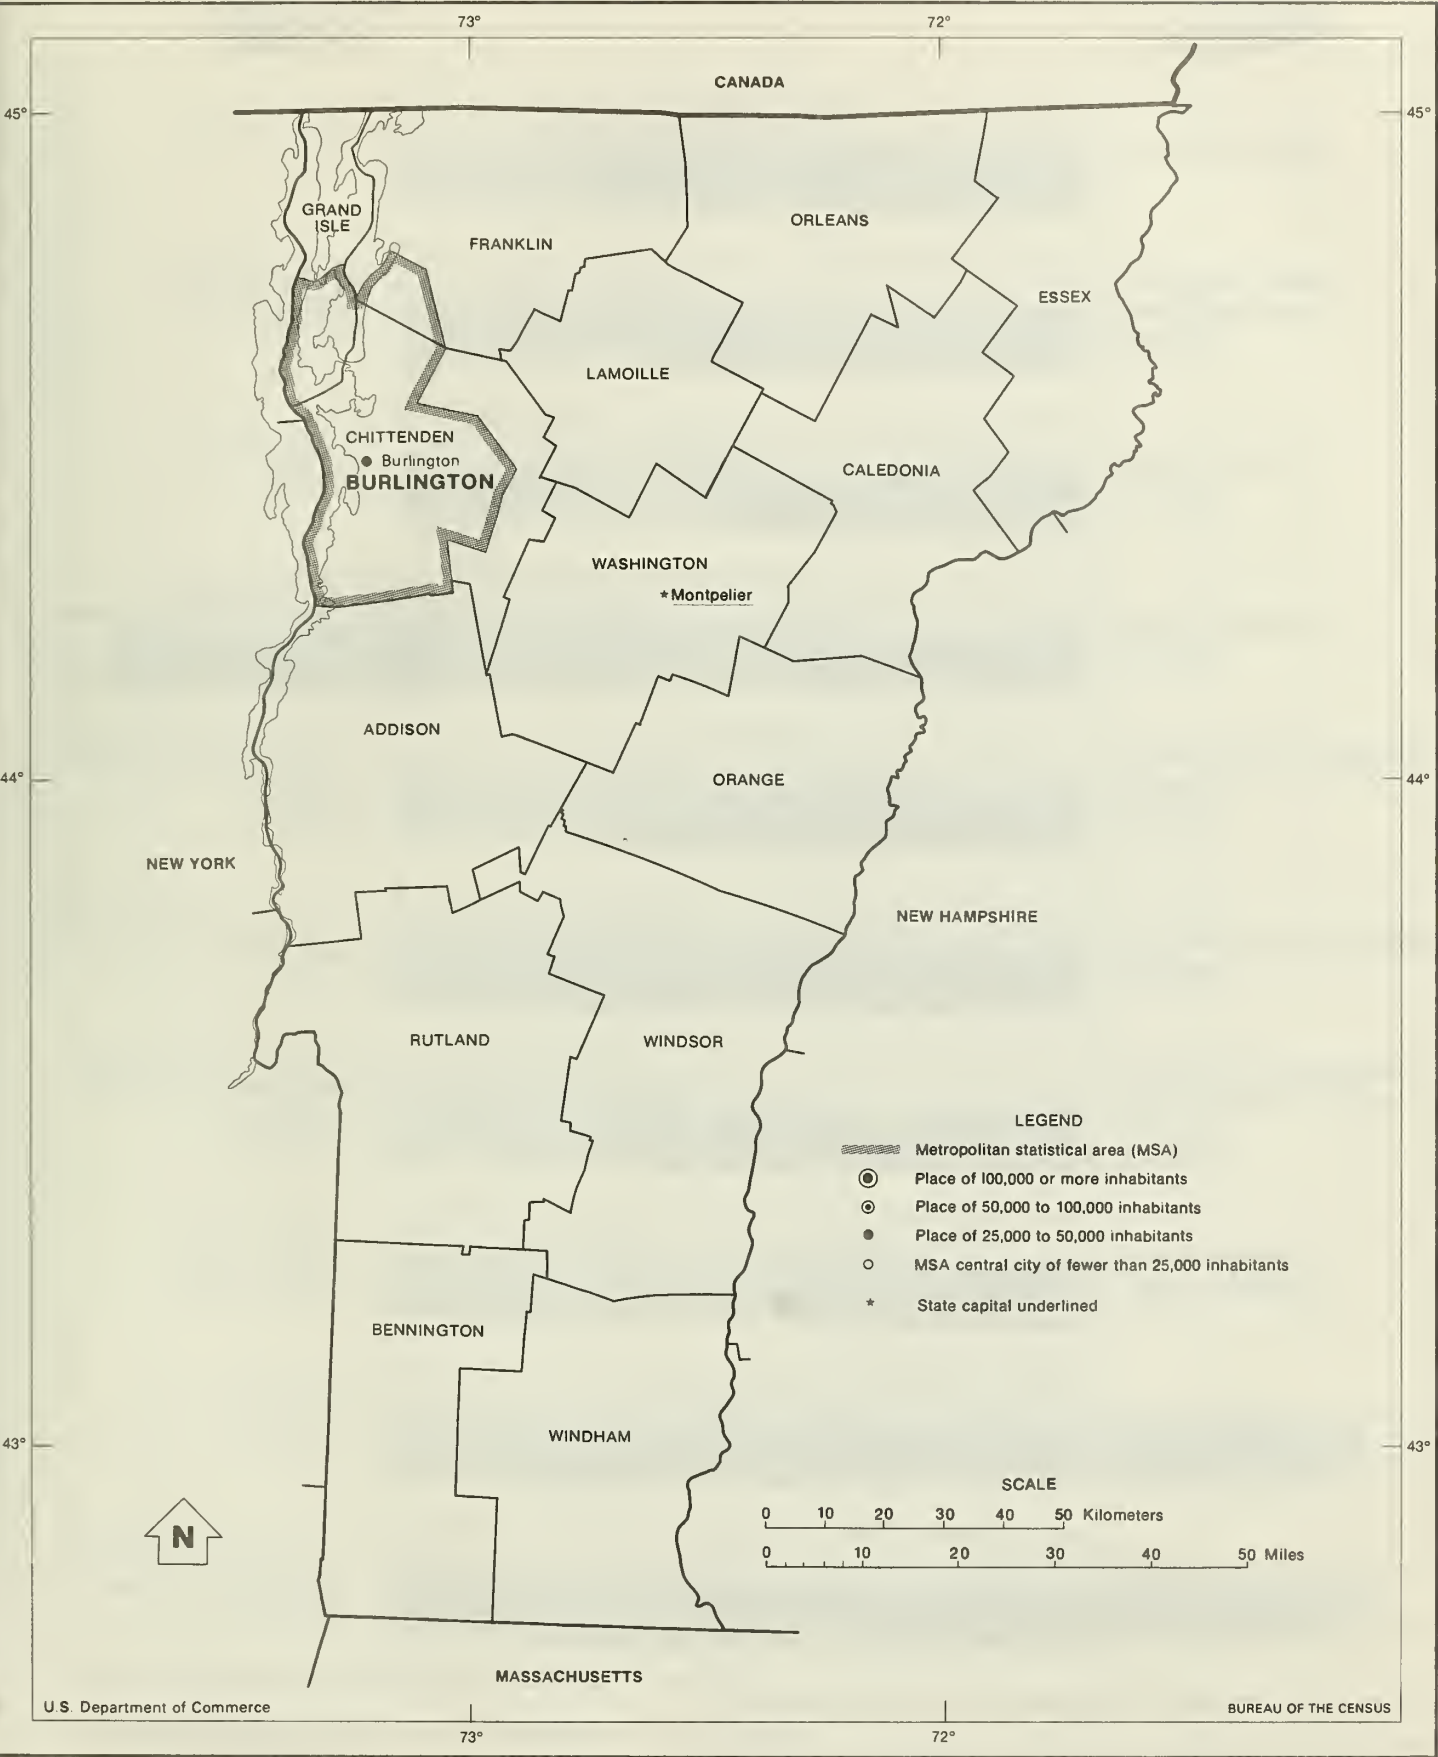 73° 72°
CANADA
45° 45°
GRAND
ISLE
ORLEANS
FRANKLIN
ESSEX
LAMOILLE
CHITTENDEN
Burlington
BURLINGTON
CALEDONIA
WASHINGTON
* Montpelier
ADDISON
ORANGE
44° 44°
NEW YORK
NEW HAMPSHIRE
RUTLAND
WINDSOR
LEGEND
Metropolitan statistical area (MSA)
Place of 100,000 or more inhabitants
Place of 50,000 to 100,000 inhabitants
Place of 25,000 to 50,000 inhabitants
MSA central city of fewer than 25,000 inhabitants
* State capital underlined
BENNINGTON
WINDHAM
43° 43°
SCALE
0 10 20 30 40 50 Kilometers
0 10 20 30 40 50 Miles
N
MASSACHUSETTS
U.S. Department of Commerce
BUREAU OF THE CENSUS
73° 72°